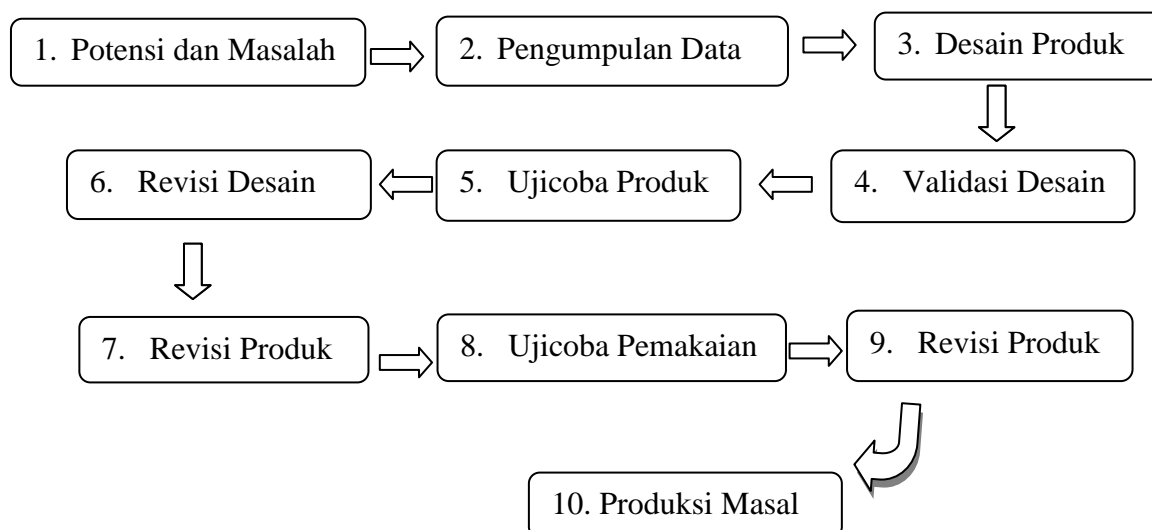 1. Potensi dan Masalah
2. Pengumpulan Data
3. Desain Produk
4. Validasi Desain
5. Ujicoba Produk
6. Revisi Desain
7. Revisi Produk
8. Ujicoba Pemakaian
9. Revisi Produk
10. Produksi Masal